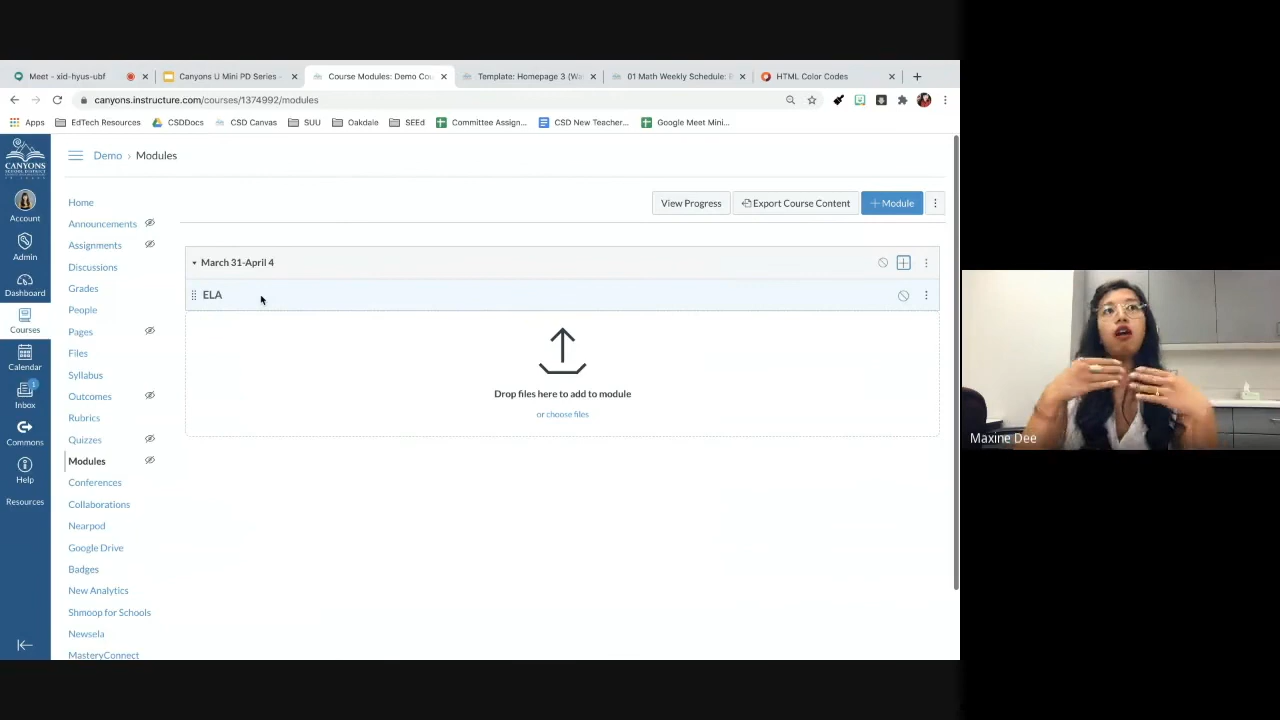 Meet - xid-hyus-ubf
Canyons U Mini PD Series -
Course Modules: Demo Cou
Template: Homepage 3 (Wa
01 Math Weekly Schedule: E
HTML Color Codes
canyons.instructure.com/courses/1374992/modules
Apps
EdTech Resources
CSDDocs
CSD Canvas
SUU
Oakdale
SEEd
Committee Assign...
CSD New Teacher...
Google Meet Mini...
CANYONS
Account
Admin
Dashboard
Courses
Calendar
1
Inbox
Commons
Help
Resources
Demo › Modules
Home
Announcements
Assignments
Discussions
Grades
People
Pages
Files
Syllabus
Outcomes
Rubrics
Quizzes
Modules
Conferences
Collaborations
Nearpod
Google Drive
Badges
New Analytics
Shmoop for Schools
Newsela
MasteryConnect
View Progress
Export Course Content
+ Module
March 31-April 4
ELA
Drop files here to add to module
or choose files
Maxine Dee